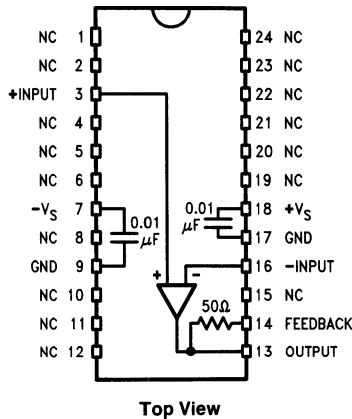 NC 1 24 NC
NC 2 23 NC
+INPUT 3 22 NC
NC 4 21 NC
NC 5 20 NC
NC 6 19 NC
−VS 7 0.01 μF 0.01 μF 18 +VS
NC 8 17 GND
GND 9 + − 16 −INPUT
NC 10 15 NC
NC 11 50Ω 14 FEEDBACK
NC 12 13 OUTPUT
Top View